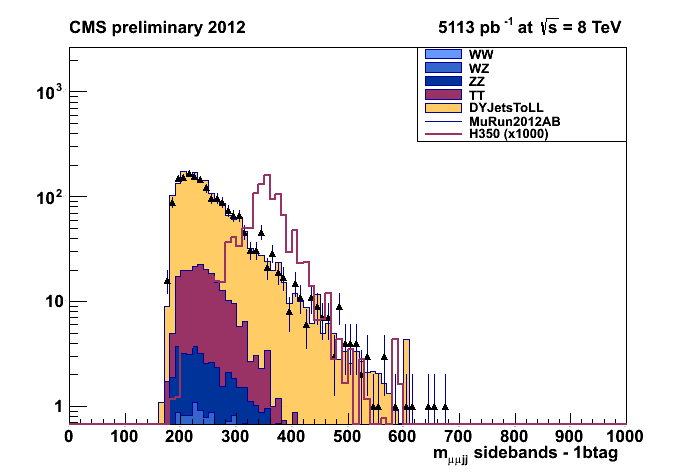 CMS preliminary 2012
5113 pb⁻¹ at √s = 8 TeV
WW
WZ
ZZ
TT
DYJetsToLL
MuRun2012AB
H350 (x1000)
10³
10²
10
1
0 100 200 300 400 500 600 700 800 900 1000
m_μμjj sidebands - 1btag